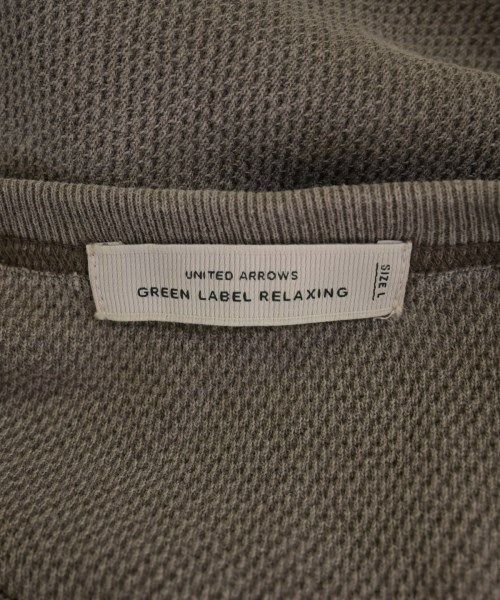 UNITED ARROWS
GREEN LABEL RELAXING
SIZE L